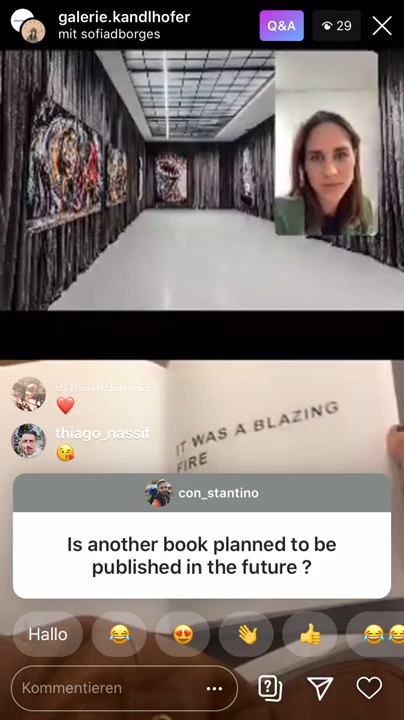 galerie.kandlhofer
mit sofiadborges
Q&A
29
erikadefariaa
thiago_nassif
IT WAS A BLAZING
FIRE
con_stantino
Is another book planned to be
published in the future ?
Hallo
Kommentieren